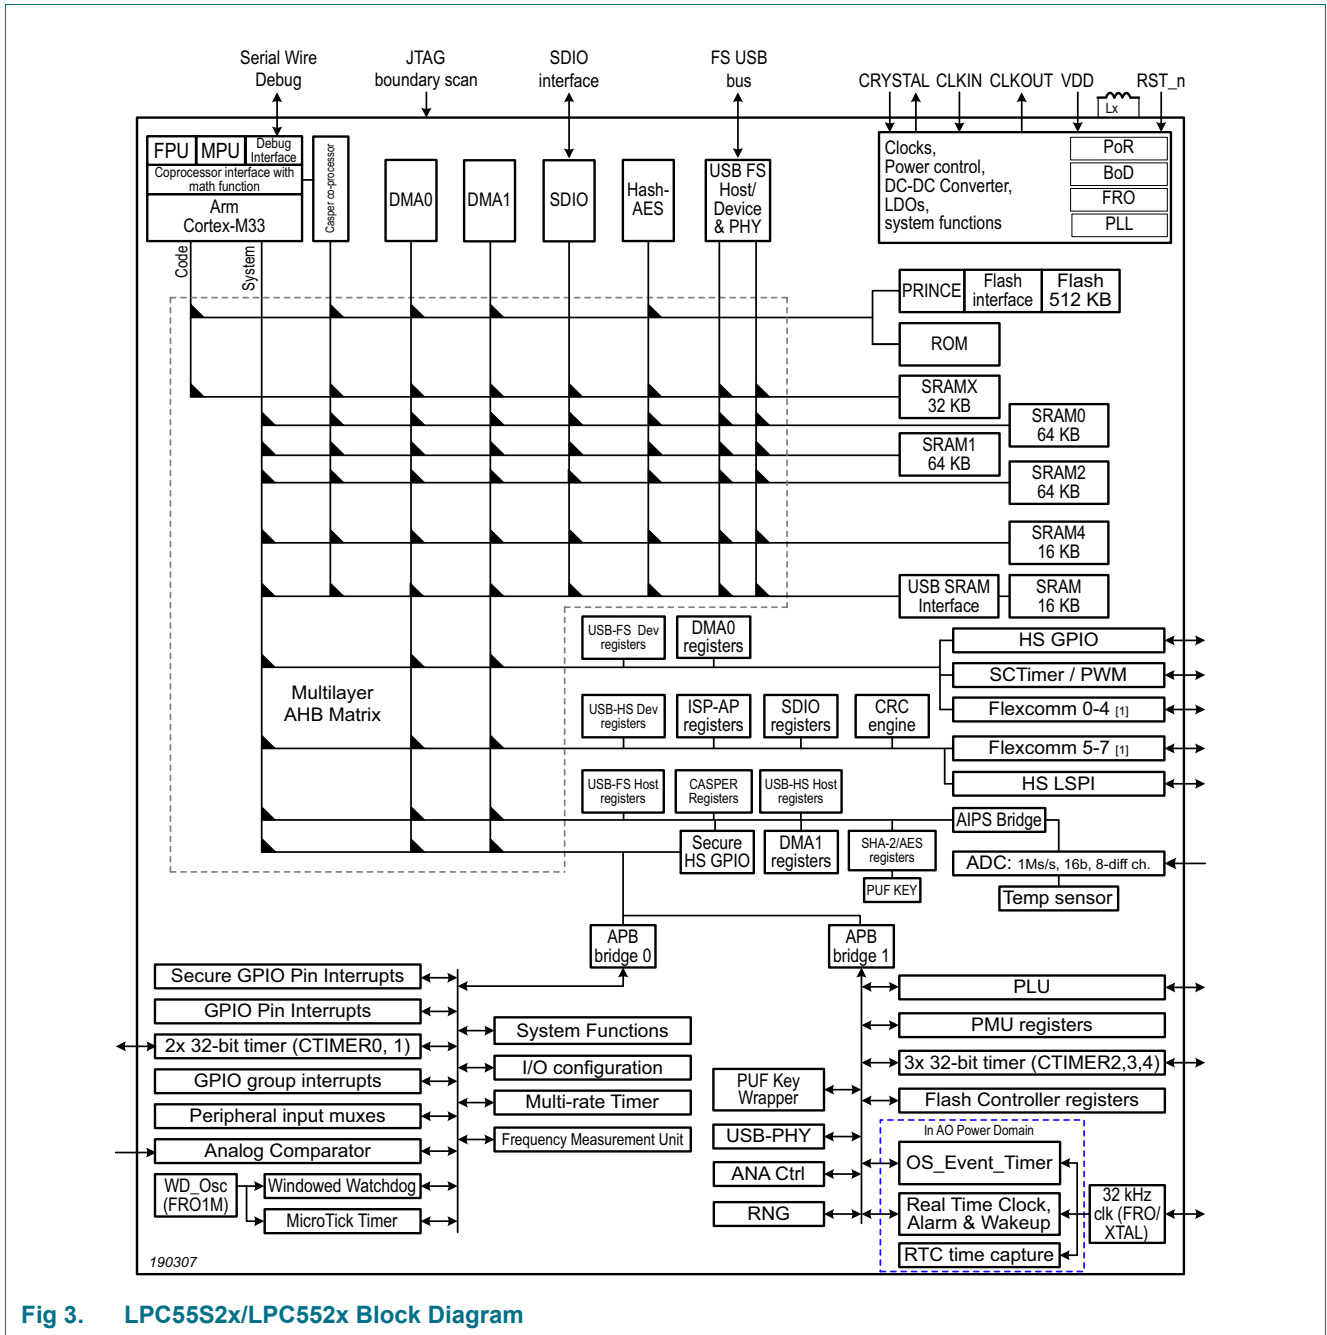 Serial Wire
Debug
JTAG
boundary scan
SDIO
interface
FS USB
bus
CRYSTAL
CLKIN
CLKOUT
VDD
Lx
RST_n
FPU
MPU
Debug
Interface
Coprocessor interface with
math function
Arm
Cortex-M33
Casper co-processor
DMA0
DMA1
SDIO
Hash-
AES
USB FS
Host/
Device
& PHY
Clocks,
Power control,
DC-DC Converter,
LDOs,
system functions
PoR
BoD
FRO
PLL
Code
System
PRINCE
Flash
interface
Flash
512 KB
ROM
SRAMX
32 KB
SRAM0
64 KB
SRAM1
64 KB
SRAM2
64 KB
SRAM4
16 KB
USB SRAM
Interface
SRAM
16 KB
Multilayer
AHB Matrix
USB-FS Dev
registers
DMA0
registers
HS GPIO
SCTimer / PWM
Flexcomm 0-4 [1]
USB-HS Dev
registers
ISP-AP
registers
SDIO
registers
CRC
engine
Flexcomm 5-7 [1]
HS LSPI
USB-FS Host
registers
CASPER
Registers
USB-HS Host
registers
AIPS Bridge
Secure
HS GPIO
DMA1
registers
SHA-2/AES
registers
PUF KEY
ADC: 1Ms/s, 16b, 8-diff ch.
Temp sensor
APB
bridge 0
APB
bridge 1
Secure GPIO Pin Interrupts
GPIO Pin Interrupts
2x 32-bit timer (CTIMER0, 1)
GPIO group interrupts
Peripheral input muxes
Analog Comparator
WD_Osc
(FRO1M)
Windowed Watchdog
MicroTick Timer
System Functions
I/O configuration
Multi-rate Timer
Frequency Measurement Unit
PUF Key
Wrapper
USB-PHY
ANA Ctrl
RNG
PLU
PMU registers
3x 32-bit timer (CTIMER2,3,4)
Flash Controller registers
In AO Power Domain
OS_Event_Timer
Real Time Clock,
Alarm & Wakeup
RTC time capture
32 kHz
clk (FRO/
XTAL)
190307
Fig 3. LPC55S2x/LPC552x Block Diagram